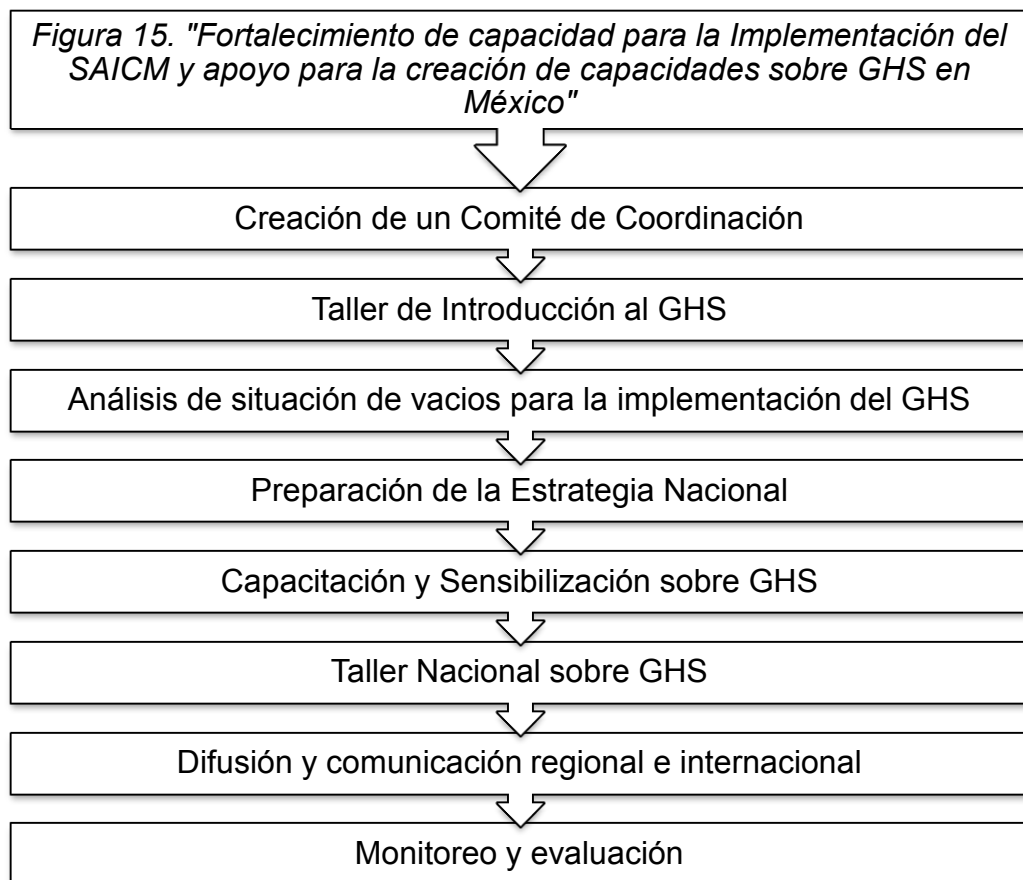 Figura 15. "Fortalecimiento de capacidad para la Implementación del
SAICM y apoyo para la creación de capacidades sobre GHS en
México"
Creación de un Comité de Coordinación
Taller de Introducción al GHS
Análisis de situación de vacios para la implementación del GHS
Preparación de la Estrategia Nacional
Capacitación y Sensibilización sobre GHS
Taller Nacional sobre GHS
Difusión y comunicación regional e internacional
Monitoreo y evaluación